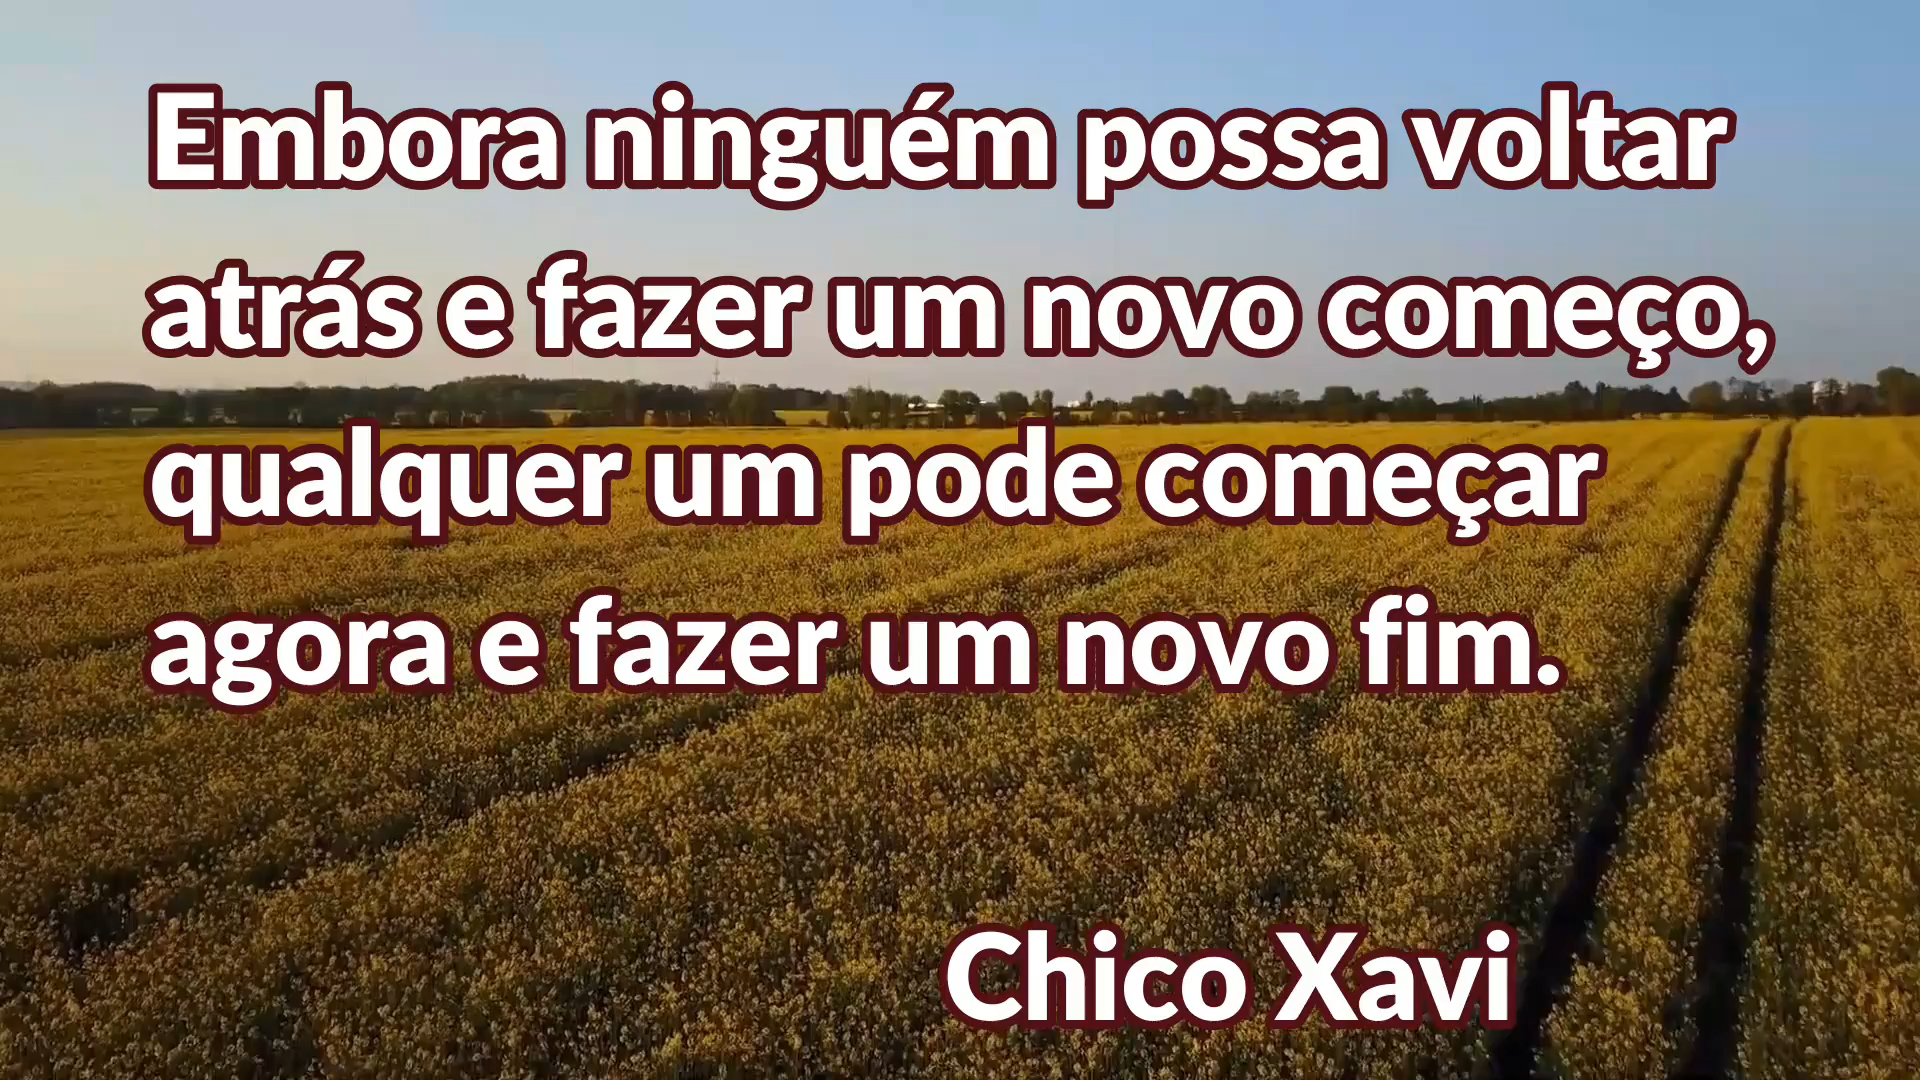 Embora ninguém possa voltar
atrás e fazer um novo começo,
qualquer um pode começar
agora e fazer um novo fim.
Chico Xavi